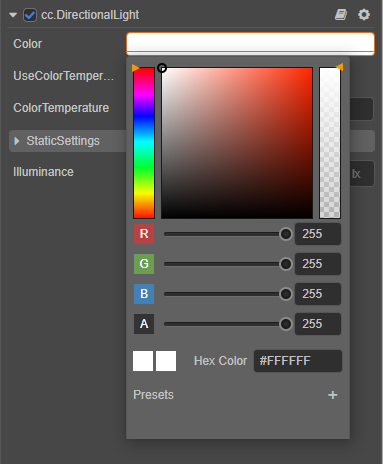 cc.DirectionalLight
Color
UseColorTemper...
ColorTemperature
StaticSettings
Illuminance
lx
R 255
G 255
B 255
A 255
Hex Color #FFFFFF
Presets +